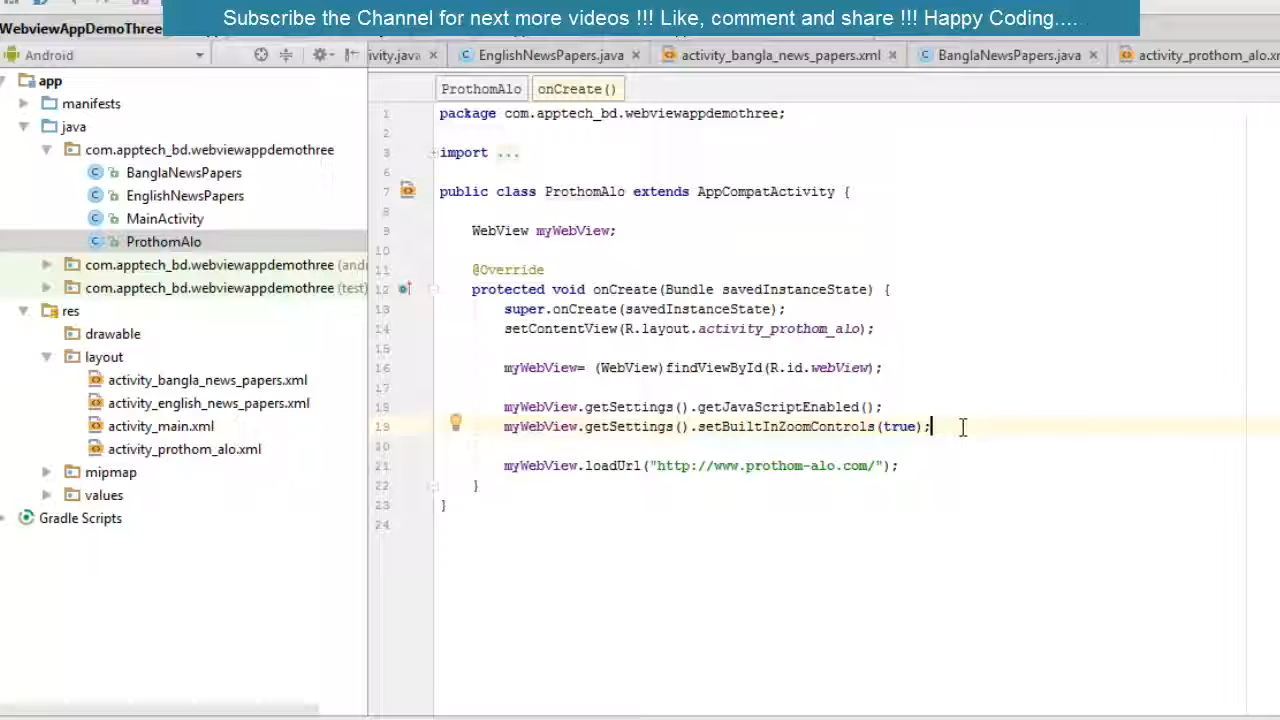 Subscribe the Channel for next more videos !!! Like, comment and share !!! Happy Coding....
WebviewAppDemoThree
Android
ivity.java
EnglishNewsPapers.java
activity_bangla_news_papers.xml
BanglaNewsPapers.java
activity_prothom_alo.xm
app
manifests
java
com.apptech_bd.webviewappdemothree
BanglaNewsPapers
EnglishNewsPapers
MainActivity
ProthomAlo
com.apptech_bd.webviewappdemothree (andr
com.apptech_bd.webviewappdemothree (test)
res
drawable
layout
activity_bangla_news_papers.xml
activity_english_news_papers.xml
activity_main.xml
activity_prothom_alo.xml
mipmap
values
Gradle Scripts
ProthomAlo onCreate()
1 package com.apptech_bd.webviewappdemothree;
2
3 import ...
6
7 public class ProthomAlo extends AppCompatActivity {
8
9 WebView myWebView;
10
11 @Override
12 protected void onCreate(Bundle savedInstanceState) {
13 super.onCreate(savedInstanceState);
14 setContentView(R.layout.activity_prothom_alo);
15
16 myWebView= (WebView)findViewById(R.id.webView);
17
18 myWebView.getSettings().getJavaScriptEnabled();
19 myWebView.getSettings().setBuiltInZoomControls(true);
20
21 myWebView.loadUrl("http://www.prothom-alo.com/");
22 }
23 }
24